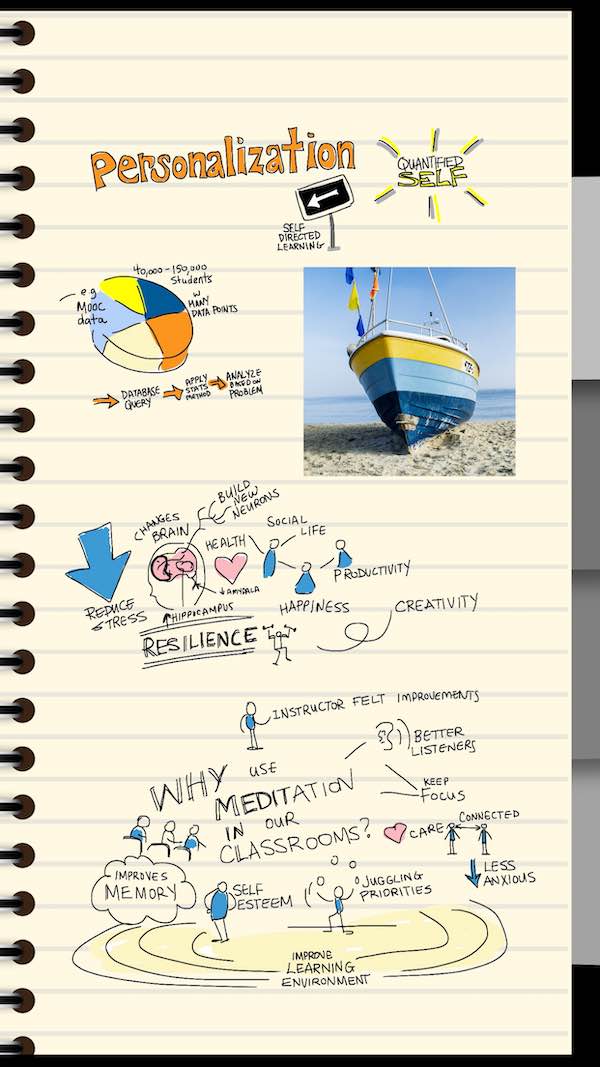 Personalization
QUANTIFIED
SELF
SELF
DIRECTED
LEARNING
40,000-150,000
Students
eg
Mooc
data
w
MANY
DATA POINTS
DATABASE
QUERY
APPLY
STATS
METHOD
ANALYZE
BASED ON
PROBLEM
BUILD
NEW
NEURONS
CHANGES
BRAIN
SOCIAL
LIFE
HEALTH
PRODUCTIVITY
AMYGALA
REDUCE
STRESS
HIPPOCAMPUS
HAPPINESS
CREATIVITY
RESILIENCE
INSTRUCTOR FELT IMPROVEMENTS
BETTER
LISTENERS
WHY USE
MEDITATION
IN OUR
CLASSROOMS?
KEEP
FOCUS
CARE
CONNECTED
LESS
ANXIOUS
IMPROVES
MEMORY
SELF
ESTEEM
JUGGLING
PRIORITIES
IMPROVE
LEARNING
ENVIRONMENT